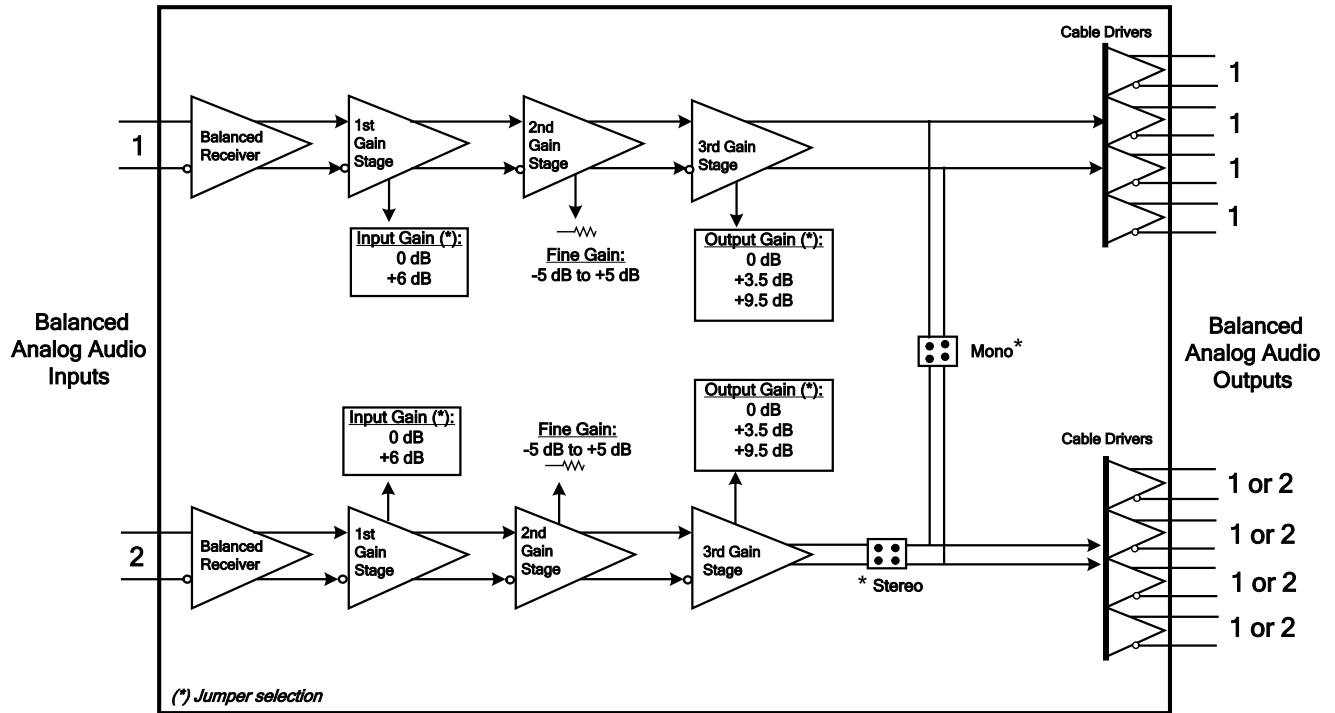 Cable Drivers
1
1
1
1
1
Balanced
Receiver
1st
Gain
Stage
2nd
Gain
Stage
3rd Gain
Stage
Input Gain (*):
0 dB
+6 dB
Fine Gain:
-5 dB to +5 dB
Output Gain (*):
0 dB
+3.5 dB
+9.5 dB
Balanced
Analog Audio
Inputs
Mono*
Balanced
Analog Audio
Outputs
Input Gain (*):
0 dB
+6 dB
Fine Gain:
-5 dB to +5 dB
Output Gain (*):
0 dB
+3.5 dB
+9.5 dB
Cable Drivers
2
Balanced
Receiver
1st
Gain
Stage
2nd
Gain
Stage
3rd Gain
Stage
* Stereo
1 or 2
1 or 2
1 or 2
1 or 2
(*) Jumper selection